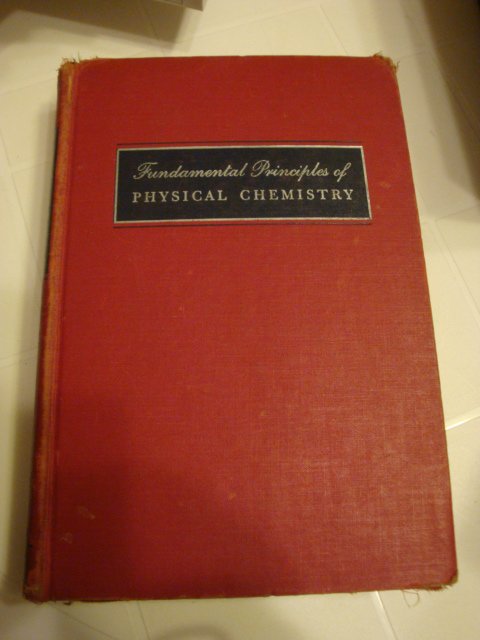 Fundamental Principles of
PHYSICAL CHEMISTRY